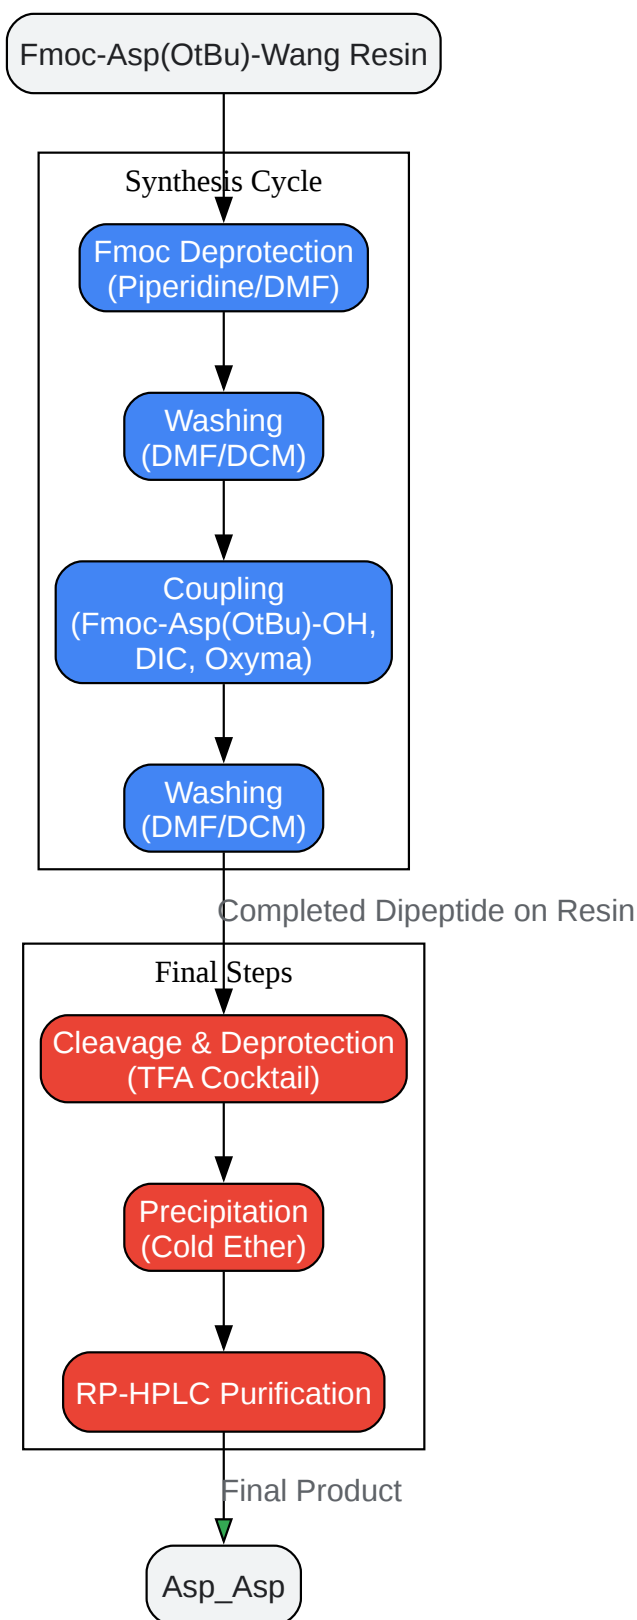 Fmoc-Asp(OtBu)-Wang Resin
Synthesis Cycle
Fmoc Deprotection
(Piperidine/DMF)
Washing
(DMF/DCM)
Coupling
(Fmoc-Asp(OtBu)-OH,
DIC, Oxyma)
Washing
(DMF/DCM)
Completed Dipeptide on Resin
Final Steps
Cleavage & Deprotection
(TFA Cocktail)
Precipitation
(Cold Ether)
RP-HPLC Purification
Final Product
Asp_Asp